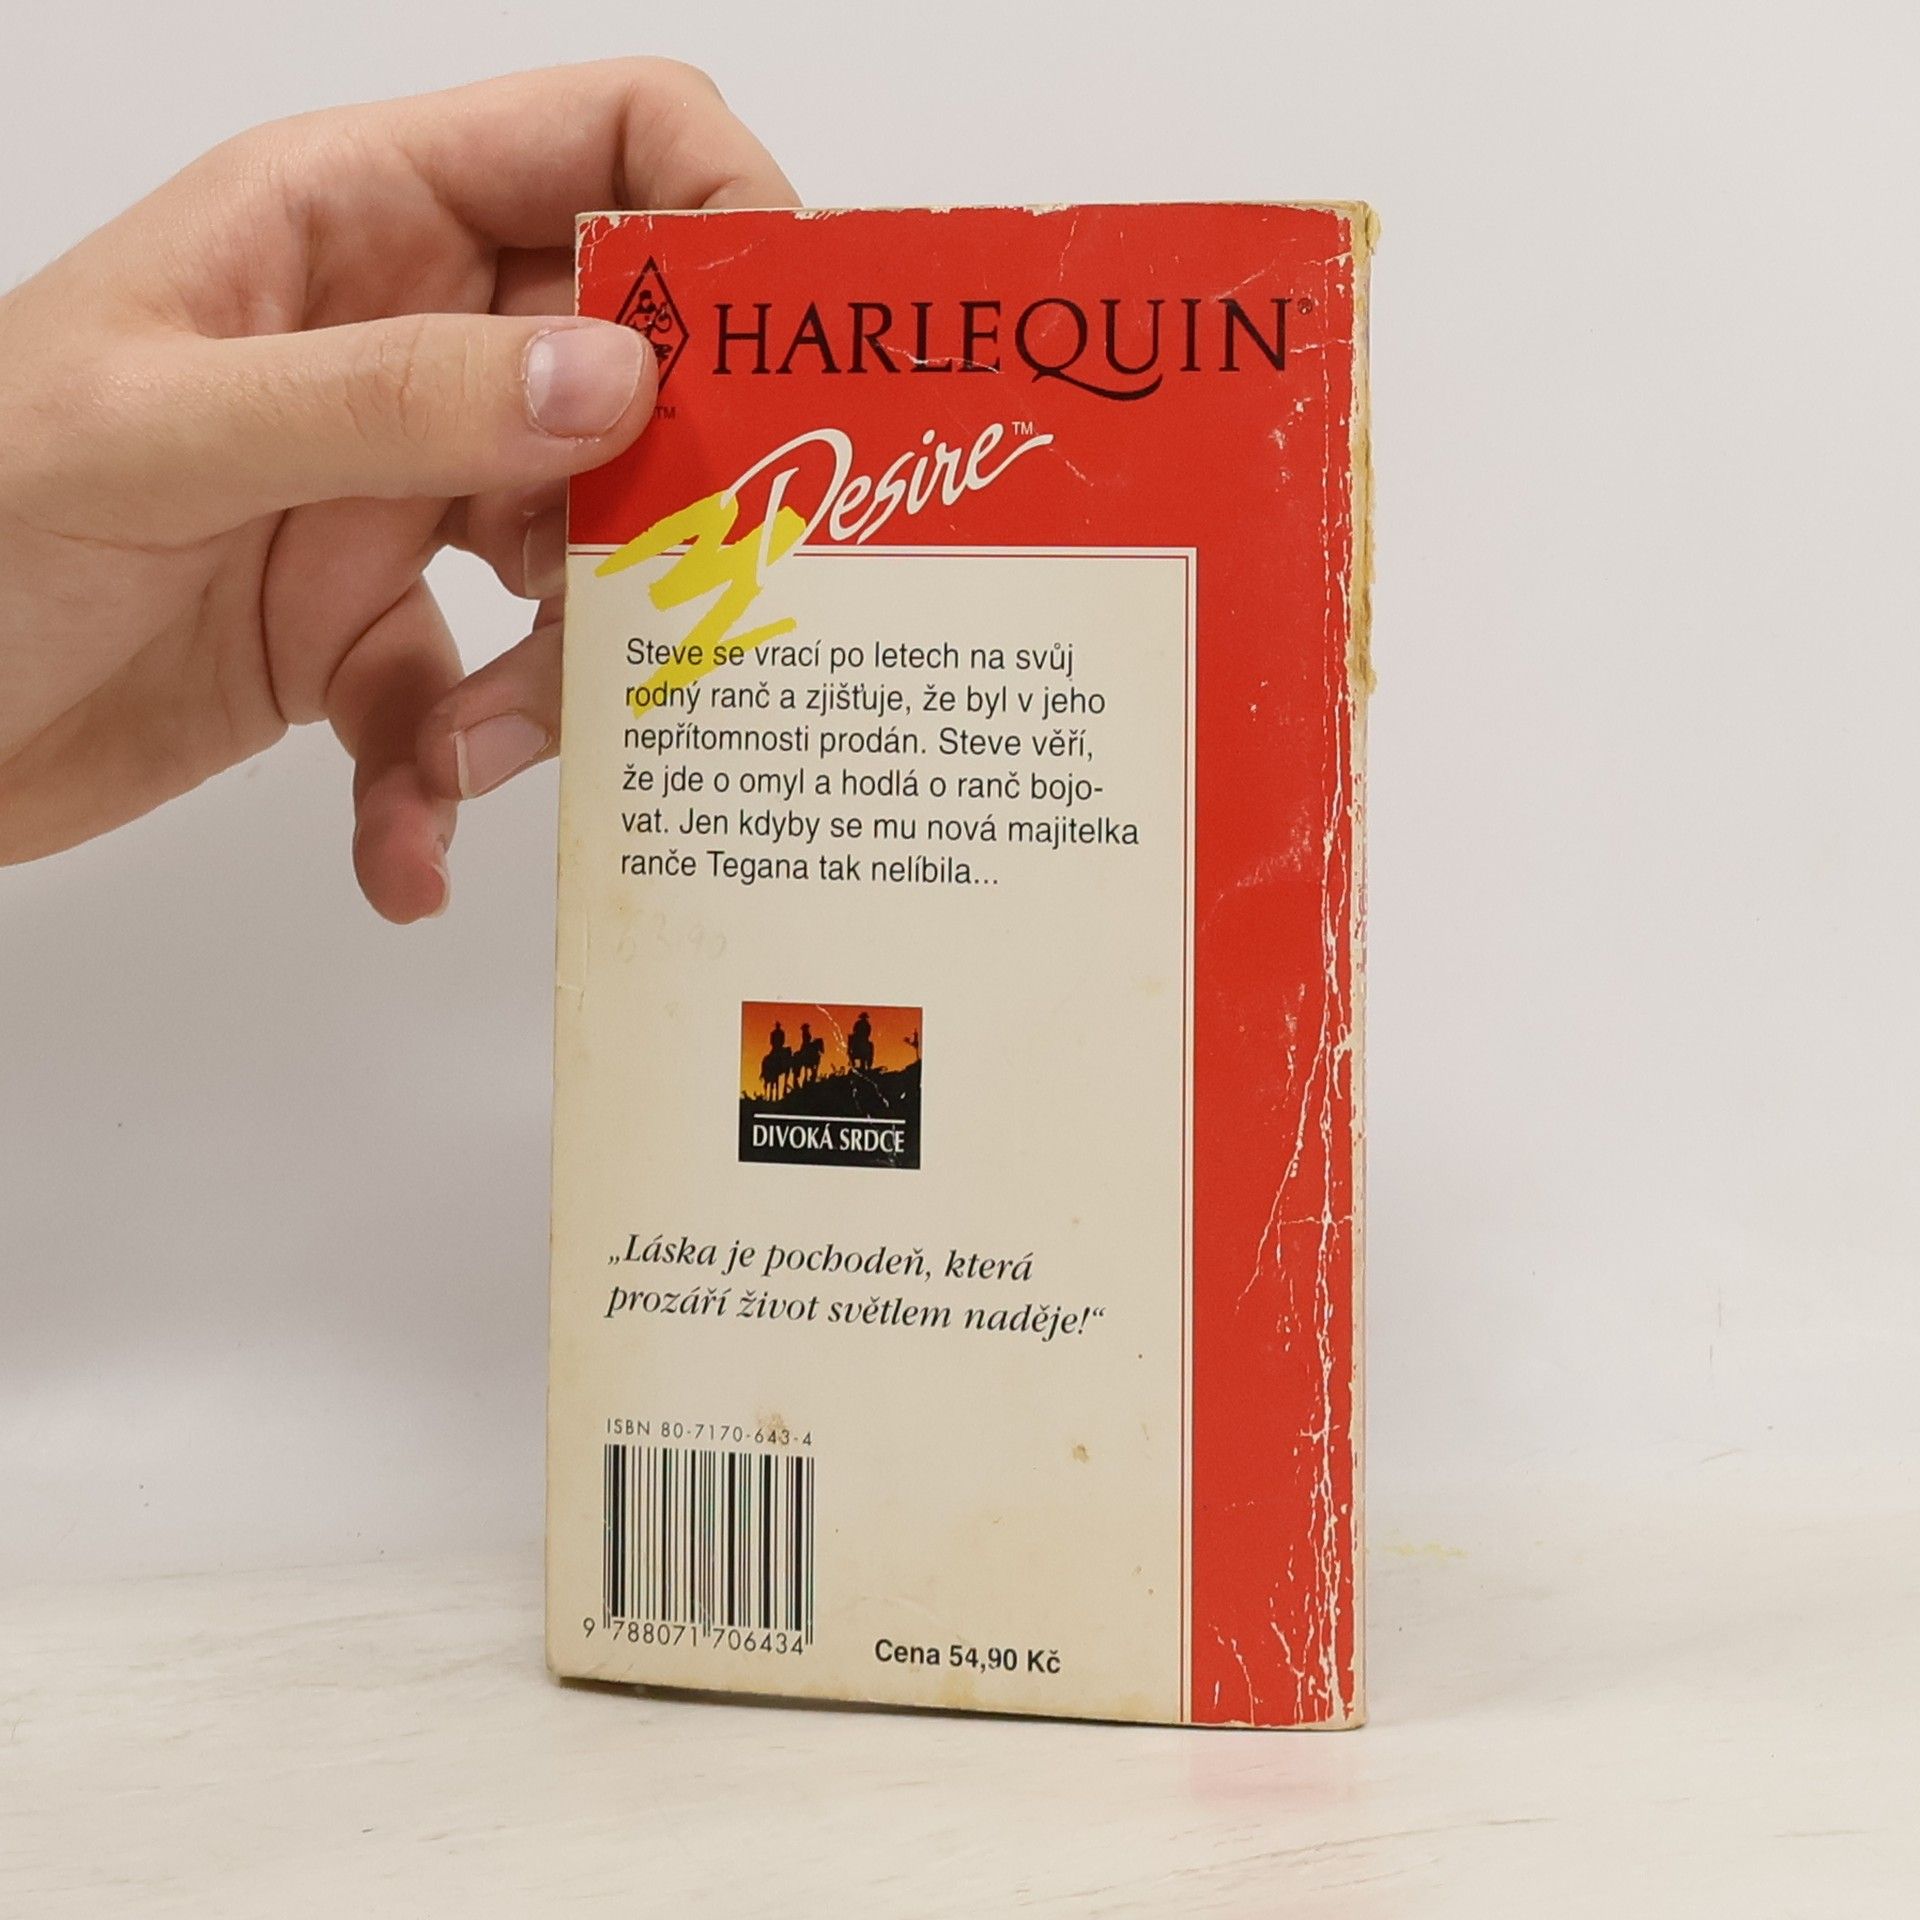 HARLEQUIN®
TM
Desire™
Steve se vrací po letech na svůj
rodný ranč a zjišťuje, že byl v jeho
nepřítomnosti prodán. Steve věří,
že jde o omyl a hodlá o ranč bojo-
vat. Jen kdyby se mu nová majitelka
ranče Tegana tak nelíbila...
DIVOKÁ SRDCE
„Láska je pochodeň, která
prozáří život světlem naděje!“
ISBN 80-7170-643-4
9 788071 706434
Cena 54,90 Kč